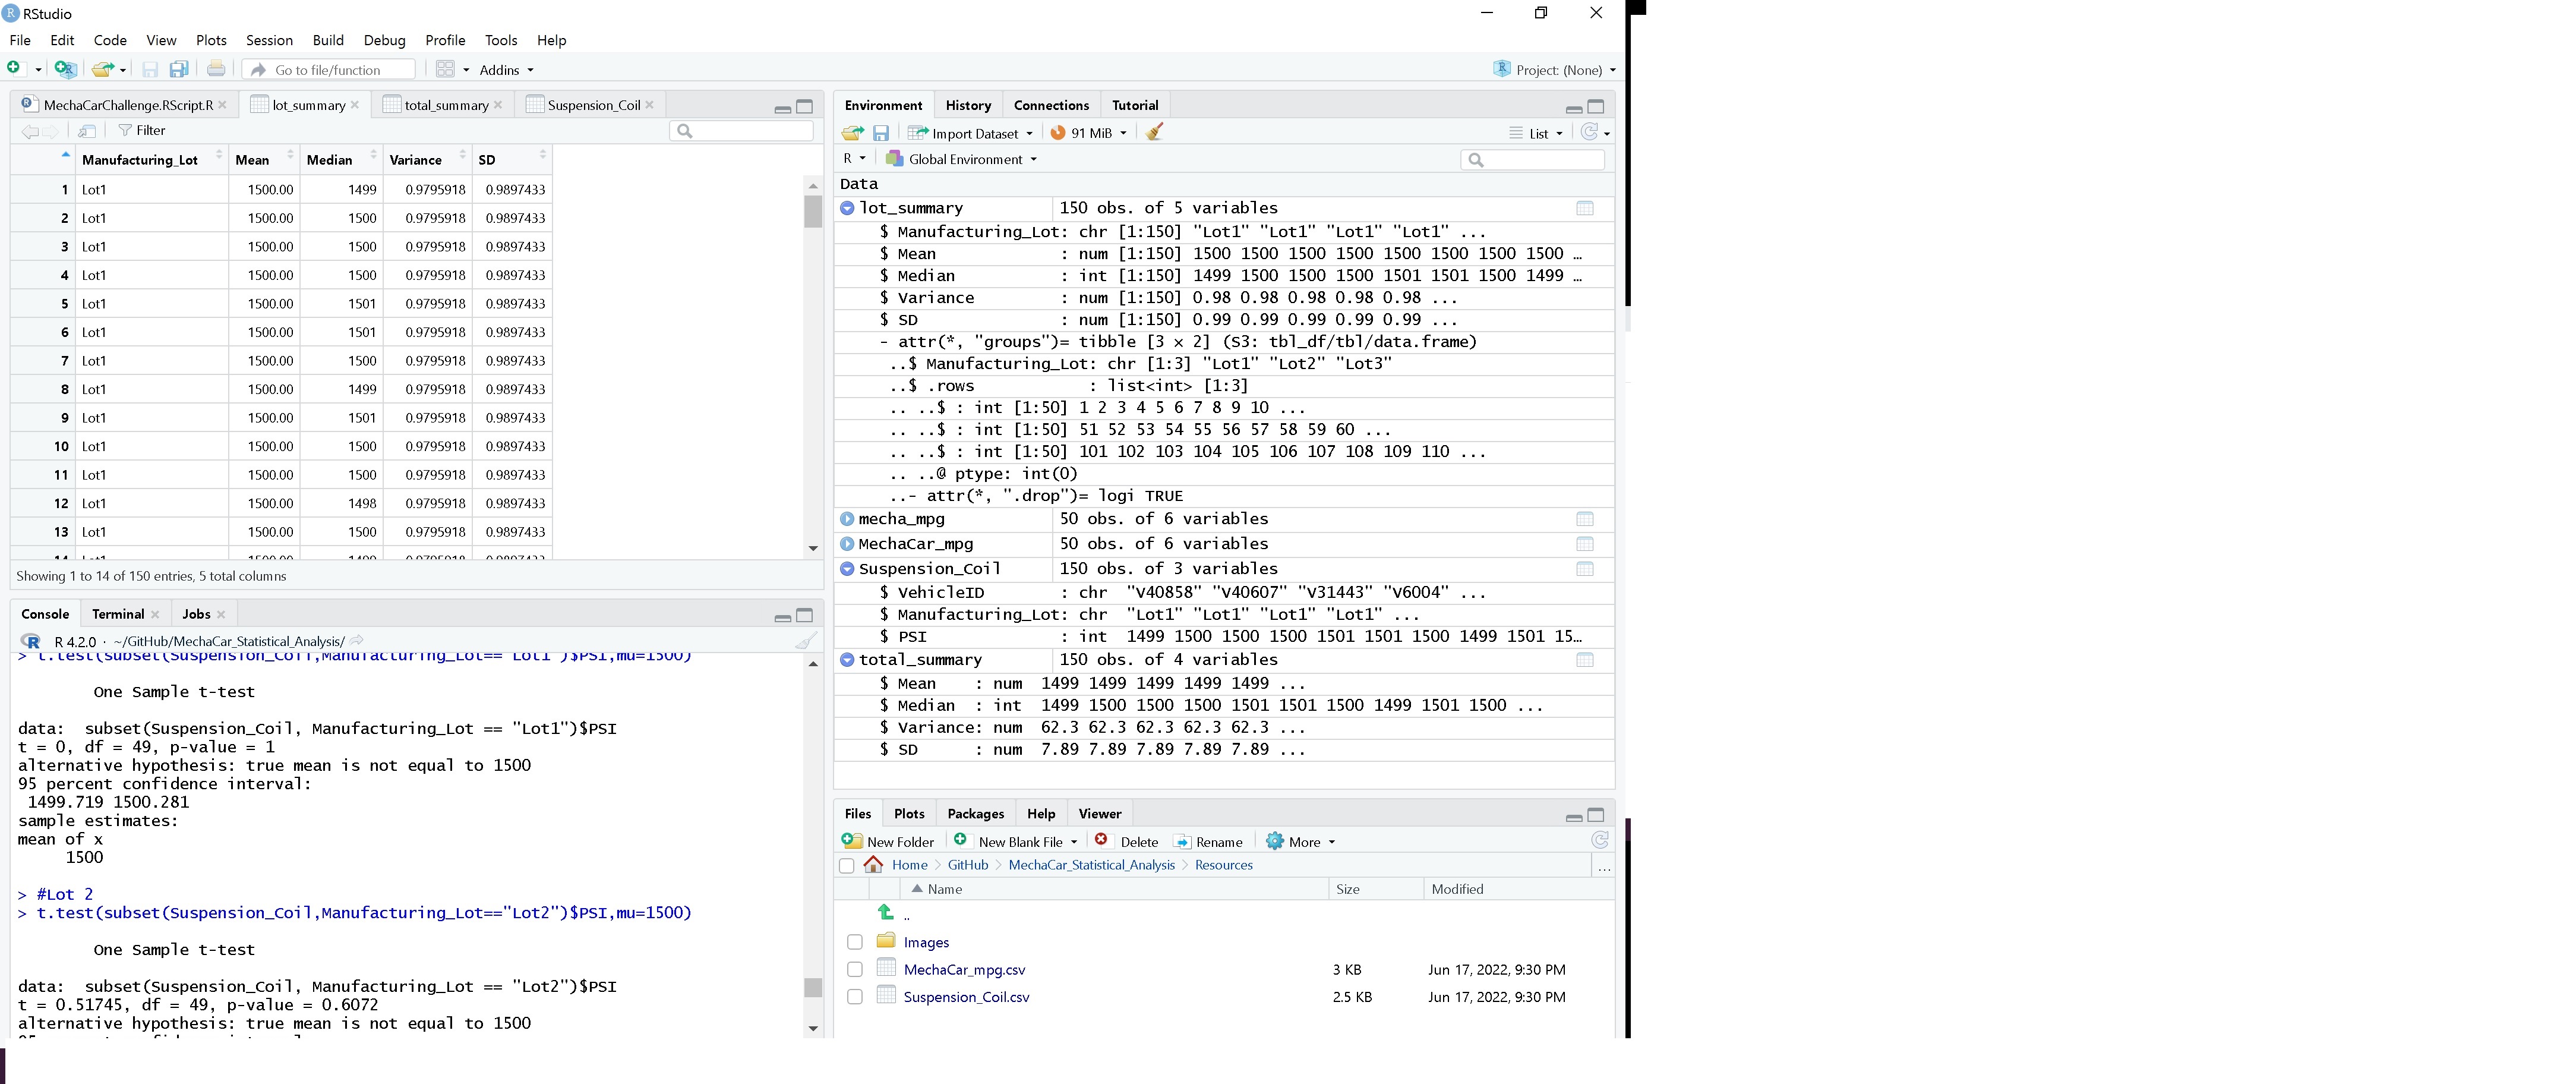 RStudio
File Edit Code View Plots Session Build Debug Profile Tools Help
Go to file/function Addins Project: (None)
MechaCarChallenge.RScript.R lot_summary total_summary Suspension_Coil
Filter
Manufacturing_Lot Mean Median Variance SD
1 Lot1 1500.00 1499 0.9795918 0.9897433
2 Lot1 1500.00 1500 0.9795918 0.9897433
3 Lot1 1500.00 1500 0.9795918 0.9897433
4 Lot1 1500.00 1500 0.9795918 0.9897433
5 Lot1 1500.00 1501 0.9795918 0.9897433
6 Lot1 1500.00 1501 0.9795918 0.9897433
7 Lot1 1500.00 1500 0.9795918 0.9897433
8 Lot1 1500.00 1499 0.9795918 0.9897433
9 Lot1 1500.00 1501 0.9795918 0.9897433
10 Lot1 1500.00 1500 0.9795918 0.9897433
11 Lot1 1500.00 1500 0.9795918 0.9897433
12 Lot1 1500.00 1498 0.9795918 0.9897433
13 Lot1 1500.00 1500 0.9795918 0.9897433
Showing 1 to 14 of 150 entries, 5 total columns
Console Terminal Jobs
R 4.2.0 · ~/GitHub/MechaCar_Statistical_Analysis/
> t.test(subset(Suspension_Coil,Manufacturing_Lot=="Lot1")$PSI,mu=1500)
One Sample t-test
data: subset(Suspension_Coil, Manufacturing_Lot == "Lot1")$PSI
t = 0, df = 49, p-value = 1
alternative hypothesis: true mean is not equal to 1500
95 percent confidence interval:
1499.719 1500.281
sample estimates:
mean of x
1500
> #Lot 2
> t.test(subset(Suspension_Coil,Manufacturing_Lot=="Lot2")$PSI,mu=1500)
One Sample t-test
data: subset(Suspension_Coil, Manufacturing_Lot == "Lot2")$PSI
t = 0.51745, df = 49, p-value = 0.6072
alternative hypothesis: true mean is not equal to 1500
Environment History Connections Tutorial
Import Dataset 91 MiB List
R Global Environment
Data
lot_summary 150 obs. of 5 variables
$ Manufacturing_Lot: chr [1:150] "Lot1" "Lot1" "Lot1" "Lot1" ...
$ Mean : num [1:150] 1500 1500 1500 1500 1500 1500 1500 1500 …
$ Median : int [1:150] 1499 1500 1500 1500 1501 1501 1500 1499 …
$ Variance : num [1:150] 0.98 0.98 0.98 0.98 0.98 ...
$ SD : num [1:150] 0.99 0.99 0.99 0.99 0.99 ...
- attr(*, "groups")= tibble [3 × 2] (S3: tbl_df/tbl/data.frame)
..$ Manufacturing_Lot: chr [1:3] "Lot1" "Lot2" "Lot3"
..$ .rows : list<int> [1:3]
.. ..$ : int [1:50] 1 2 3 4 5 6 7 8 9 10 ...
.. ..$ : int [1:50] 51 52 53 54 55 56 57 58 59 60 ...
.. ..$ : int [1:50] 101 102 103 104 105 106 107 108 109 110 ...
.. ..@ ptype: int(0)
..- attr(*, ".drop")= logi TRUE
mecha_mpg 50 obs. of 6 variables
MechaCar_mpg 50 obs. of 6 variables
Suspension_Coil 150 obs. of 3 variables
$ VehicleID : chr "V40858" "V40607" "V31443" "V6004" ...
$ Manufacturing_Lot: chr "Lot1" "Lot1" "Lot1" "Lot1" ...
$ PSI : int 1499 1500 1500 1500 1501 1501 1500 1499 1501 15…
total_summary 150 obs. of 4 variables
$ Mean : num 1499 1499 1499 1499 1499 ...
$ Median : int 1499 1500 1500 1500 1501 1501 1500 1499 1501 1500 ...
$ Variance: num 62.3 62.3 62.3 62.3 62.3 ...
$ SD : num 7.89 7.89 7.89 7.89 7.89 ...
Files Plots Packages Help Viewer
New Folder New Blank File Delete Rename More
Home GitHub MechaCar_Statistical_Analysis Resources ...
Name Size Modified
..
Images
MechaCar_mpg.csv 3 KB Jun 17, 2022, 9:30 PM
Suspension_Coil.csv 2.5 KB Jun 17, 2022, 9:30 PM